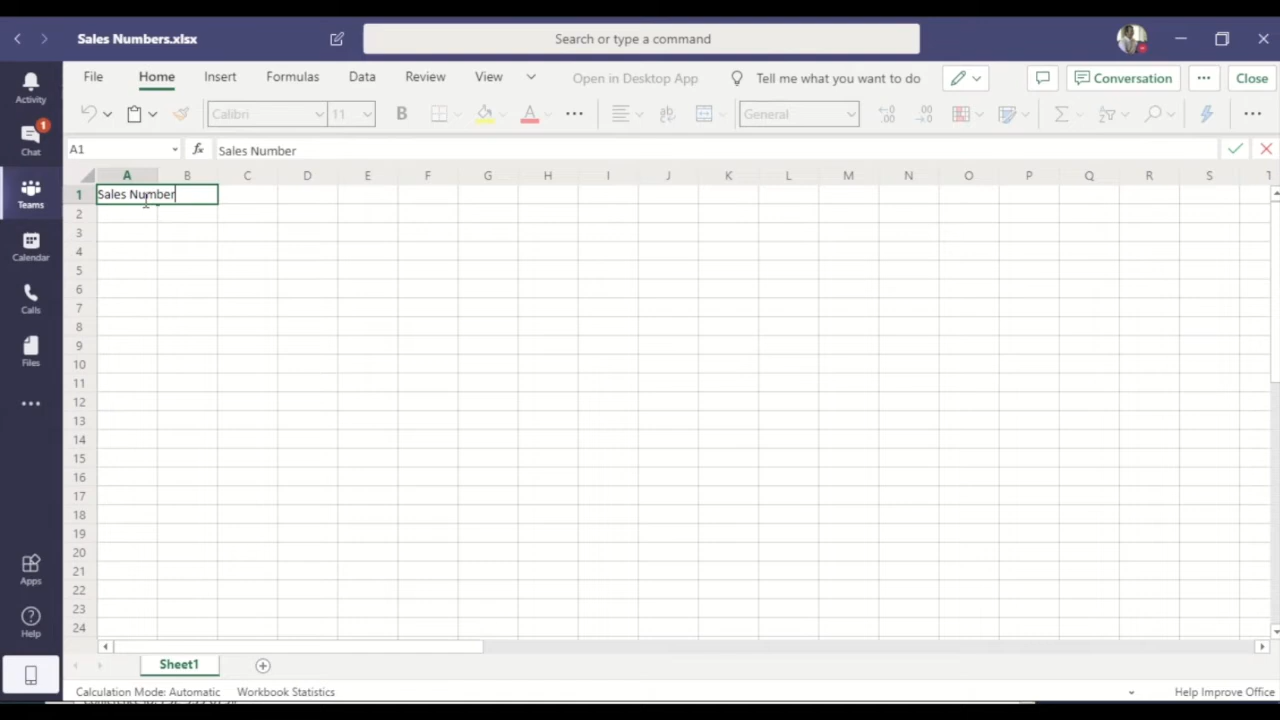 Sales Numbers.xlsx
Search or type a command
Activity
File
Home
Insert
Formulas
Data
Review
View
Open in Desktop App
Tell me what you want to do
Conversation
Close
1
Chat
Calibri
11
B
A
General
A1
fx
Sales Number
A B C D E F G H I J K L M N O P Q R S T
Teams
1 Sales Number
2
3
Calendar
4
5
6
Calls
7
8
9
Files
10
11
12
13
14
15
16
17
18
19
20
Apps
21
22
23
Help
24
Sheet1
Calculation Mode: Automatic
Workbook Statistics
Help Improve Office